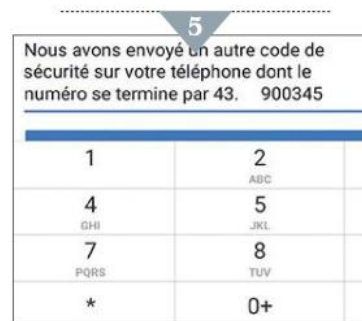 5
Nous avons envoyé un autre code de
sécurité sur votre téléphone dont le
numéro se termine par 43. 900345
1 2
ABC
4 5
GHI JKL
7 8
PQRS TUV
* 0+